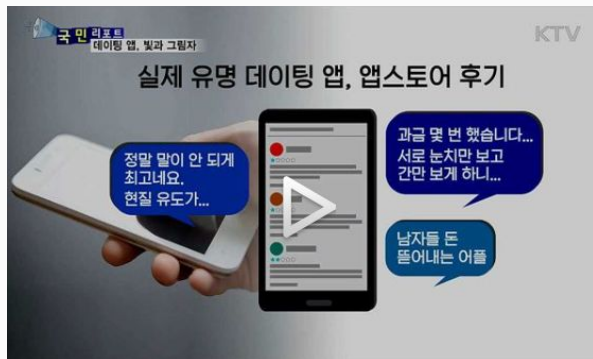 국민 리포트
KTV
데이팅 앱, 빛과 그림자
실제 유명 데이팅 앱, 앱스토어 후기
정말 말이 안 되게
최고네요.
현질 유도가...
과금 몇 번 했습니다...
서로 눈치만 보고
간만 보게 하니...
남자들 돈
뜯어내는 어플